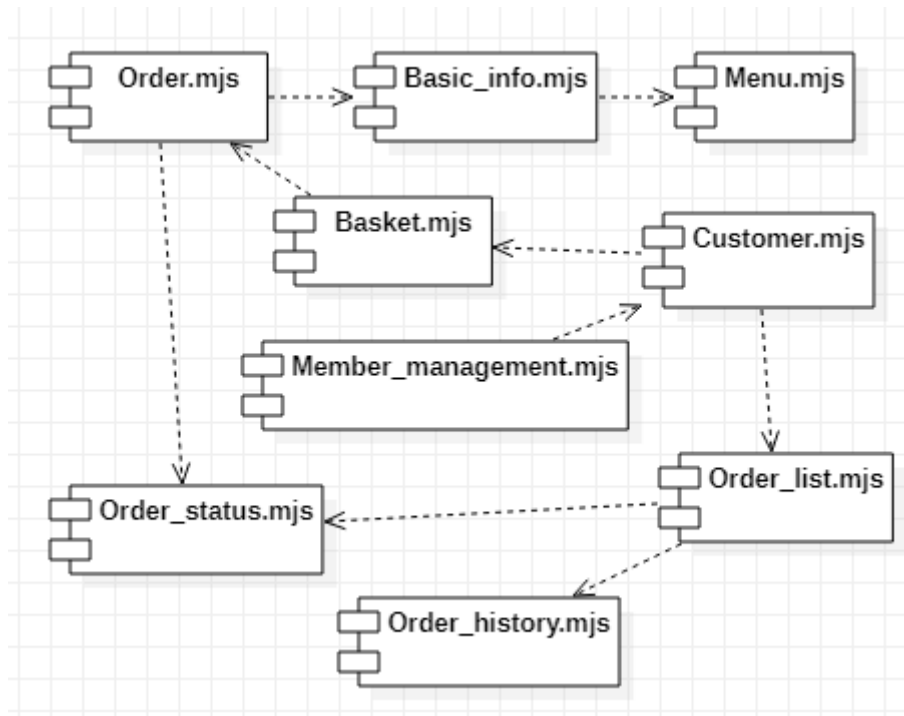 Order.mjs
Basic_info.mjs
Menu.mjs
Basket.mjs
Customer.mjs
Member_management.mjs
Order_list.mjs
Order_status.mjs
Order_history.mjs